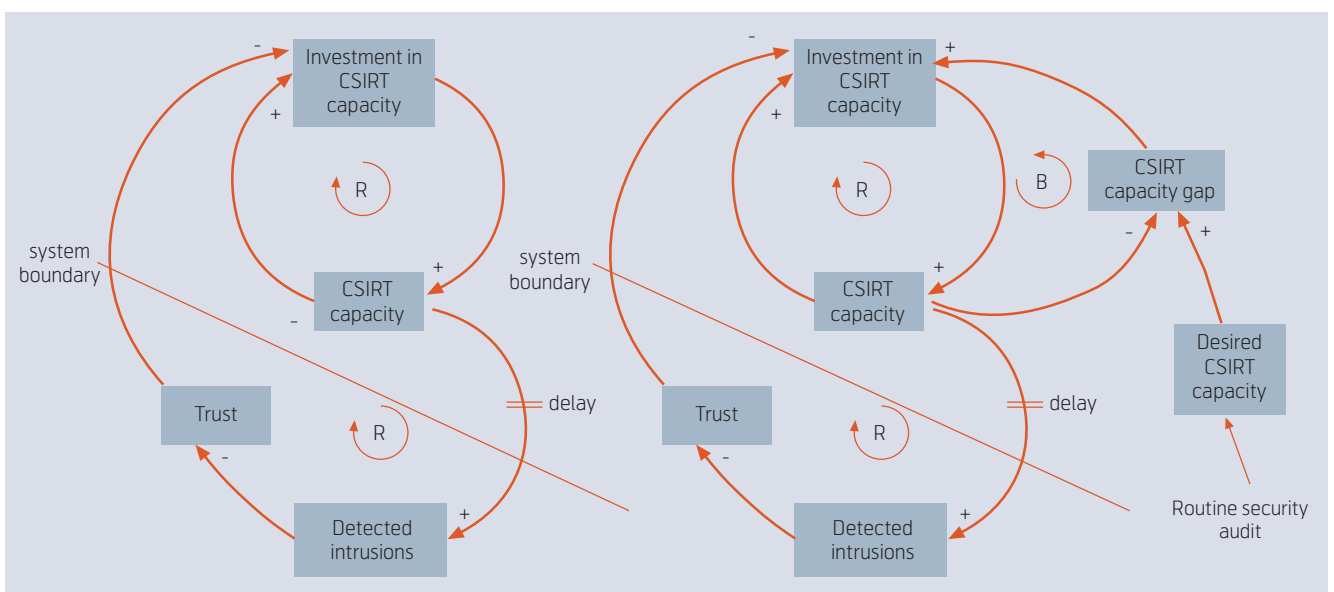 -
Investment in
CSIRT
capacity
+
R
system
boundary
+
CSIRT
capacity
-
Trust
delay
R
-
+
Detected
intrusions
-
Investment in
CSIRT
capacity
+
+
R
B
CSIRT
capacity gap
-
+
system
boundary
+
CSIRT
capacity
Desired
CSIRT
capacity
Trust
delay
R
-
+
Detected
intrusions
Routine security
audit